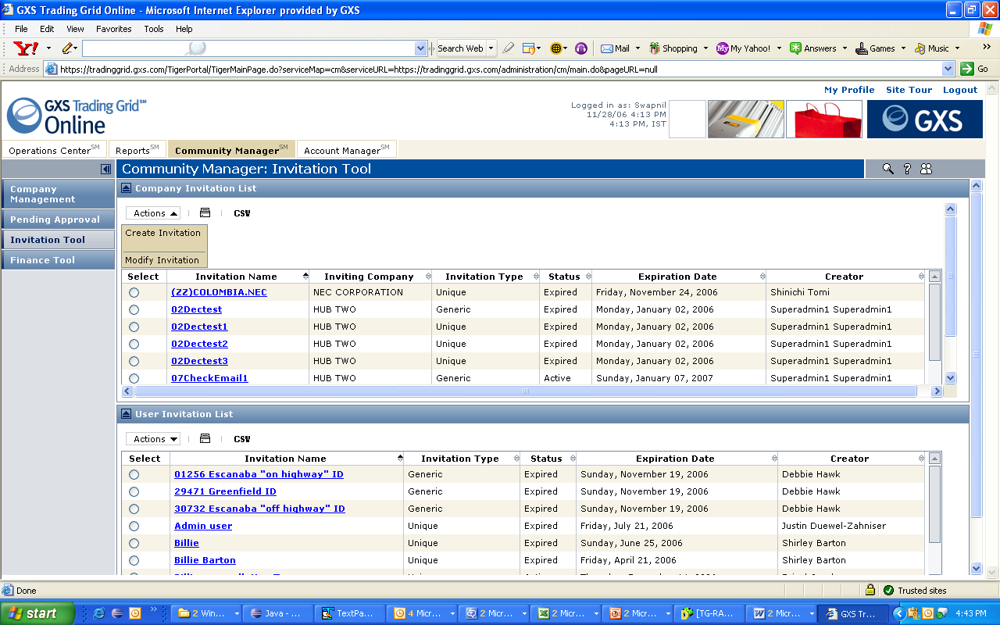 GXS Trading Grid Online - Microsoft Internet Explorer provided by GXS
File Edit View Favorites Tools Help
Y! Search Web Mail Shopping My Yahoo! Answers Games Music
Address https://tradinggrid.gxs.com/TigerPortal/TigerMainPage.do?serviceMap=cm&serviceURL=https://tradinggrid.gxs.com/administration/cm/main.do&pageURL=null Go
My Profile Site Tour Logout
GXS Trading Grid℠
Online
Logged in as: Swapnil
11/28/06 4:13 PM
4:13 PM, IST
GXS
Operations Center℠ Reports℠ Community Manager℠ Account Manager℠
Community Manager: Invitation Tool
Company
Management
Pending Approval
Invitation Tool
Finance Tool
Company Invitation List
Actions CSV
Create Invitation
Modify Invitation
Select Invitation Name Inviting Company Invitation Type Status Expiration Date Creator
(ZZ)COLOMBIA.NEC NEC CORPORATION Unique Expired Friday, November 24, 2006 Shinichi Tomi
02Dectest HUB TWO Generic Expired Monday, January 02, 2006 Superadmin1 Superadmin1
02Dectest1 HUB TWO Unique Expired Monday, January 02, 2006 Superadmin1 Superadmin1
02Dectest2 HUB TWO Unique Expired Monday, January 02, 2006 Superadmin1 Superadmin1
02Dectest3 HUB TWO Unique Expired Monday, January 02, 2006 Superadmin1 Superadmin1
07CheckEmail1 HUB TWO Generic Active Sunday, January 07, 2007 Superadmin1 Superadmin1
User Invitation List
Actions CSV
Select Invitation Name Invitation Type Status Expiration Date Creator
01256 Escanaba "on highway" ID Generic Expired Sunday, November 19, 2006 Debbie Hawk
29471 Greenfield ID Generic Expired Sunday, November 19, 2006 Debbie Hawk
30732 Escanaba "off highway" ID Generic Expired Sunday, November 19, 2006 Debbie Hawk
Admin user Unique Expired Friday, July 21, 2006 Justin Duewel-Zahniser
Billie Unique Expired Sunday, June 25, 2006 Shirley Barton
Billie Barton Unique Expired Friday, April 21, 2006 Shirley Barton
Done Trusted sites
start 2 Win... Java - ... TextPa... 4 Micr... 2 Micr... 2 Micr... 2 Micr... [TG-RA... 2 Micr... GXS Tr... 4:43 PM